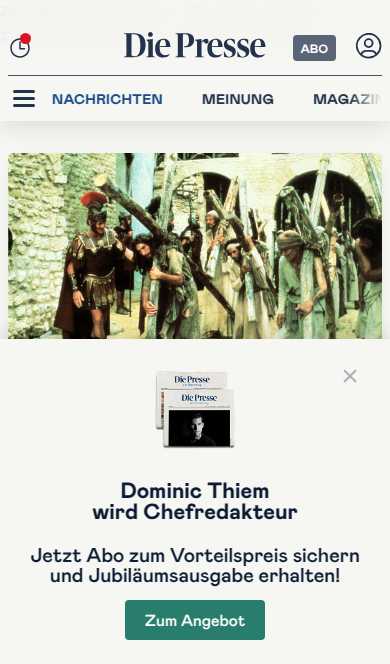 Die Presse
ABO
NACHRICHTEN MEINUNG MAGAZIN
Die Presse
Die Presse
Dominic Thiem
wird Chefredakteur
Jetzt Abo zum Vorteilspreis sichern
und Jubiläumsausgabe erhalten!
Zum Angebot